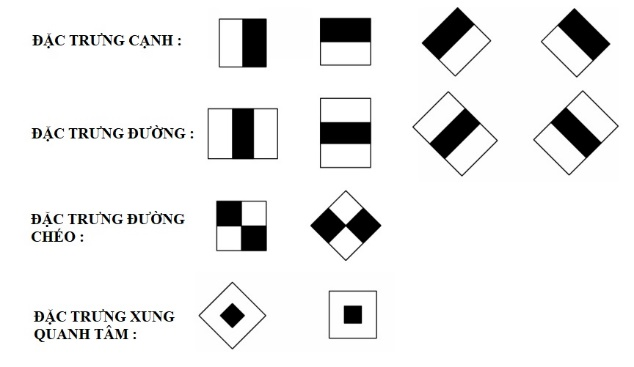 ĐẶC TRƯNG CẠNH :
ĐẶC TRƯNG ĐƯỜNG :
ĐẶC TRƯNG ĐƯỜNG
CHÉO :
ĐẶC TRƯNG XUNG
QUANH TÂM :